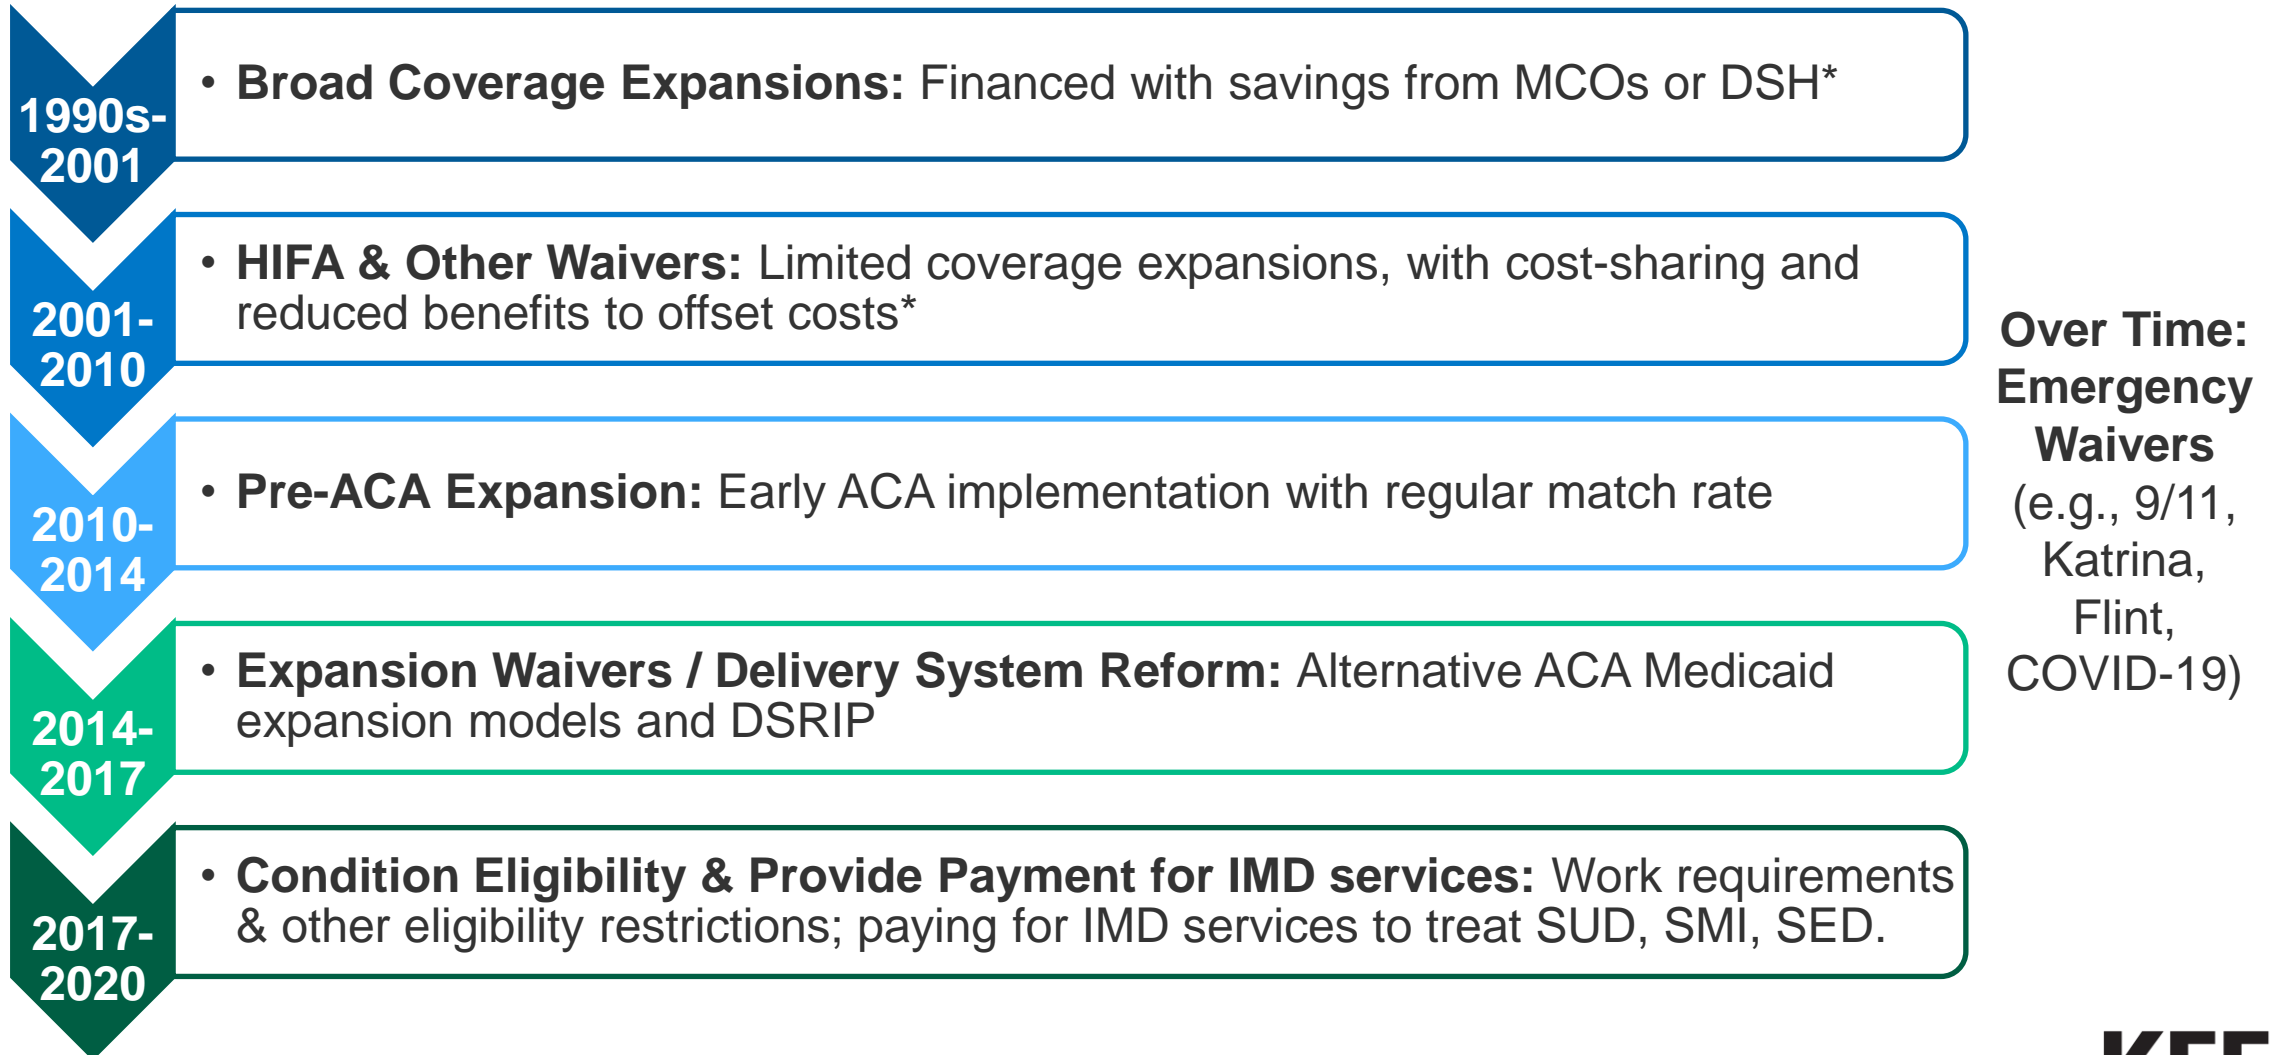 1990s-
2001
• Broad Coverage Expansions: Financed with savings from MCOs or DSH*
2001-
2010
• HIFA & Other Waivers: Limited coverage expansions, with cost-sharing and
reduced benefits to offset costs*
2010-
2014
• Pre-ACA Expansion: Early ACA implementation with regular match rate
2014-
2017
• Expansion Waivers / Delivery System Reform: Alternative ACA Medicaid
expansion models and DSRIP
2017-
2020
• Condition Eligibility & Provide Payment for IMD services: Work requirements
& other eligibility restrictions; paying for IMD services to treat SUD, SMI, SED.
Over Time:
Emergency
Waivers
(e.g., 9/11,
Katrina,
Flint,
COVID-19)